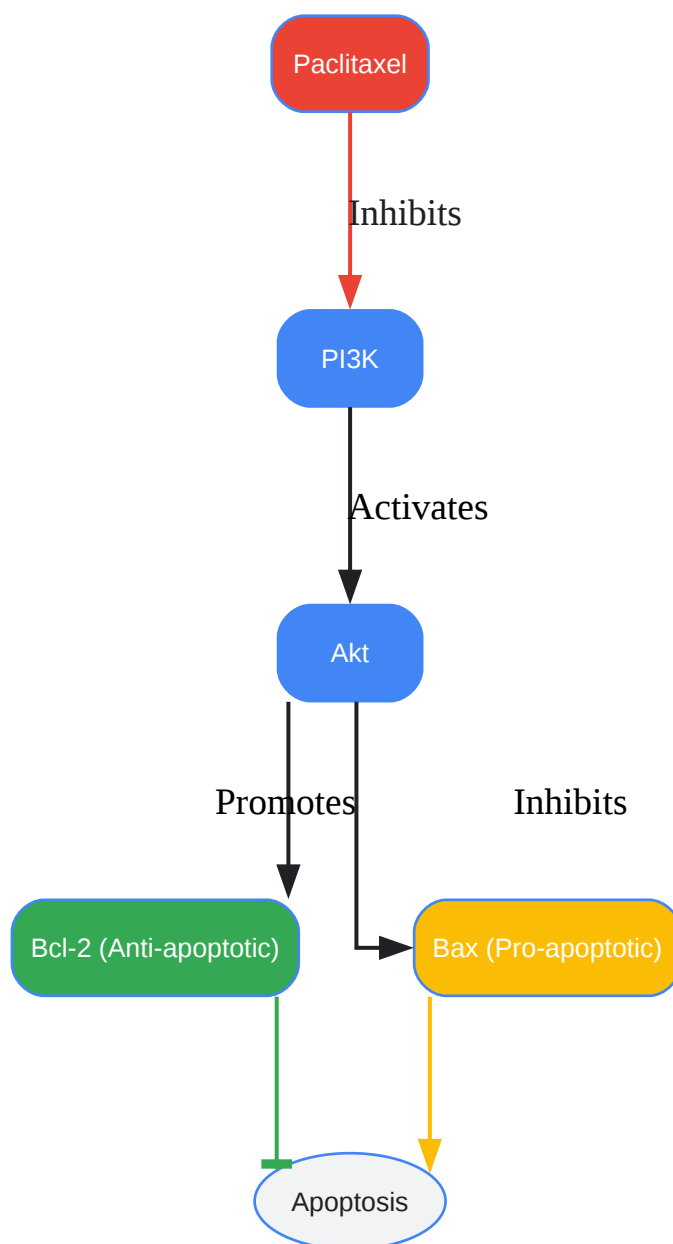 Paclitaxel
Inhibits
PI3K
Activates
Akt
Promotes
Inhibits
Bcl-2 (Anti-apoptotic)
Bax (Pro-apoptotic)
Apoptosis